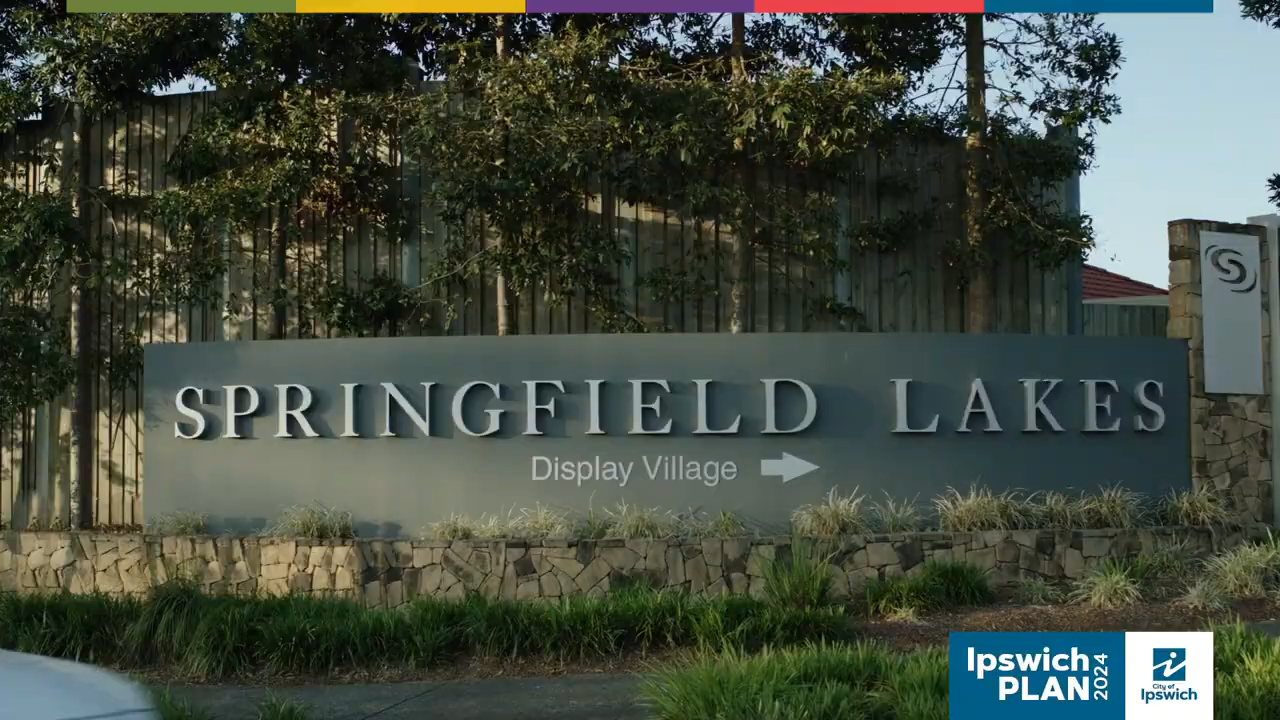 SPRINGFIELD LAKES
Display Village
Ipswich
PLAN
2024
City of
Ipswich